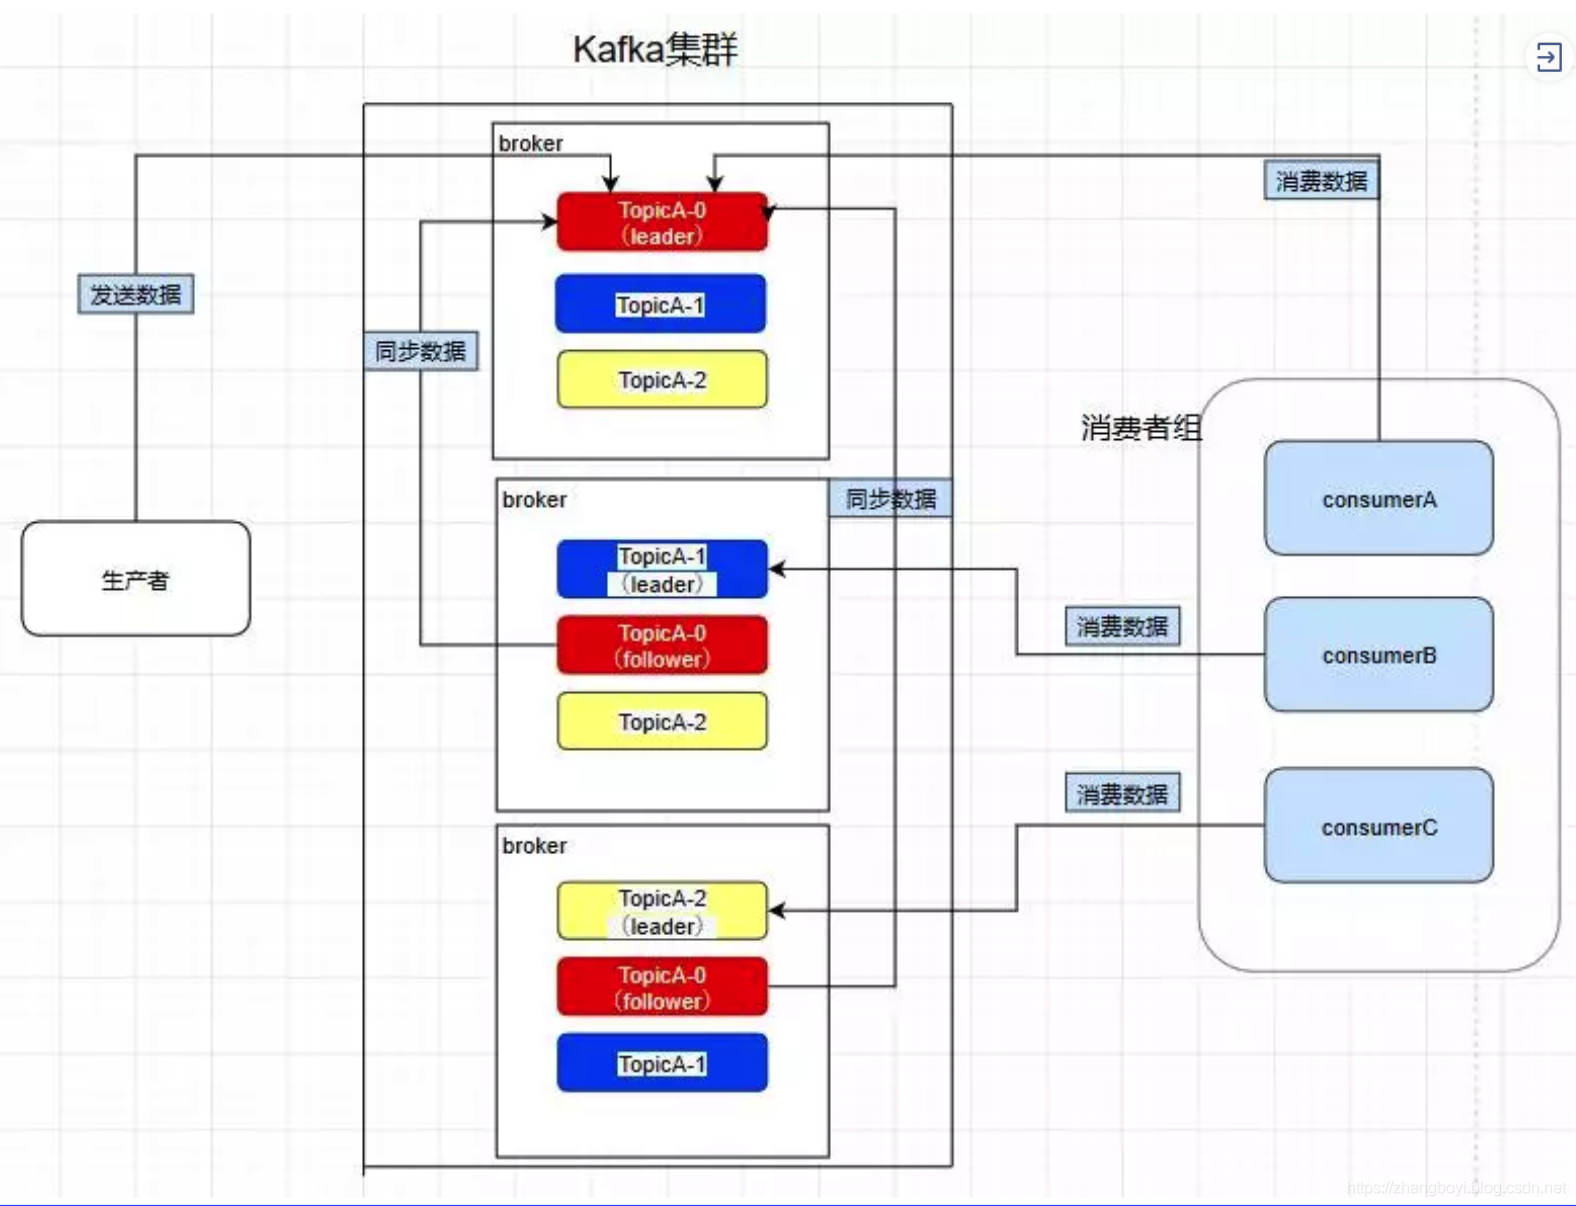 Kafka集群
broker
TopicA-0
（leader）
TopicA-1
TopicA-2
发送数据
同步数据
消费数据
生产者
broker
TopicA-1
（leader）
TopicA-0
（follower）
TopicA-2
同步数据
消费者组
consumerA
消费数据
consumerB
消费数据
consumerC
broker
TopicA-2
（leader）
TopicA-0
（follower）
TopicA-1
https://zhangboyi.blog.csdn.net